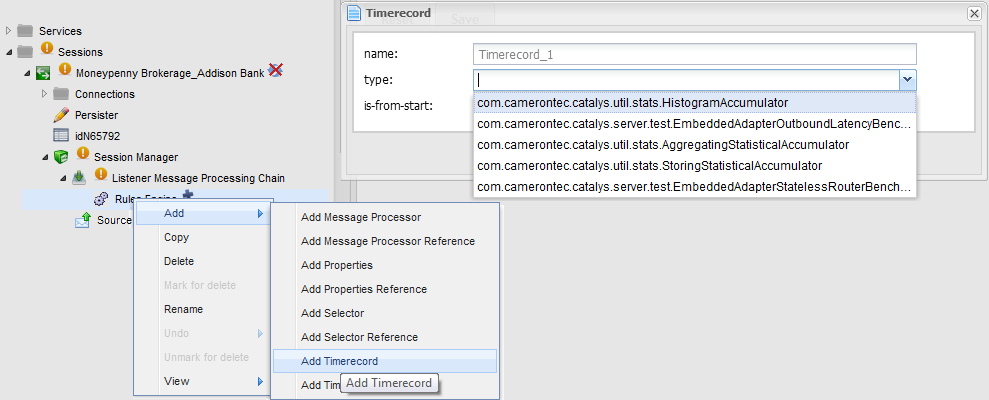 Services
Sessions
Moneypenny Brokerage_Addison Bank
Connections
Persister
idN65792
Session Manager
Listener Message Processing Chain
Rules Engine
Source
Add
Copy
Delete
Mark for delete
Rename
Undo
Unmark for delete
View
Add Message Processor
Add Message Processor Reference
Add Properties
Add Properties Reference
Add Selector
Add Selector Reference
Add Timerecord
Add Tim
Add Timerecord
Save
Timerecord
name:
Timerecord_1
type:
is-from-start:
com.camerontec.catalys.util.stats.HistogramAccumulator
com.camerontec.catalys.server.test.EmbeddedAdapterOutboundLatencyBenc...
com.camerontec.catalys.util.stats.AggregatingStatisticalAccumulator
com.camerontec.catalys.util.stats.StoringStatisticalAccumulator
com.camerontec.catalys.server.test.EmbeddedAdapterStatelessRouterBench...